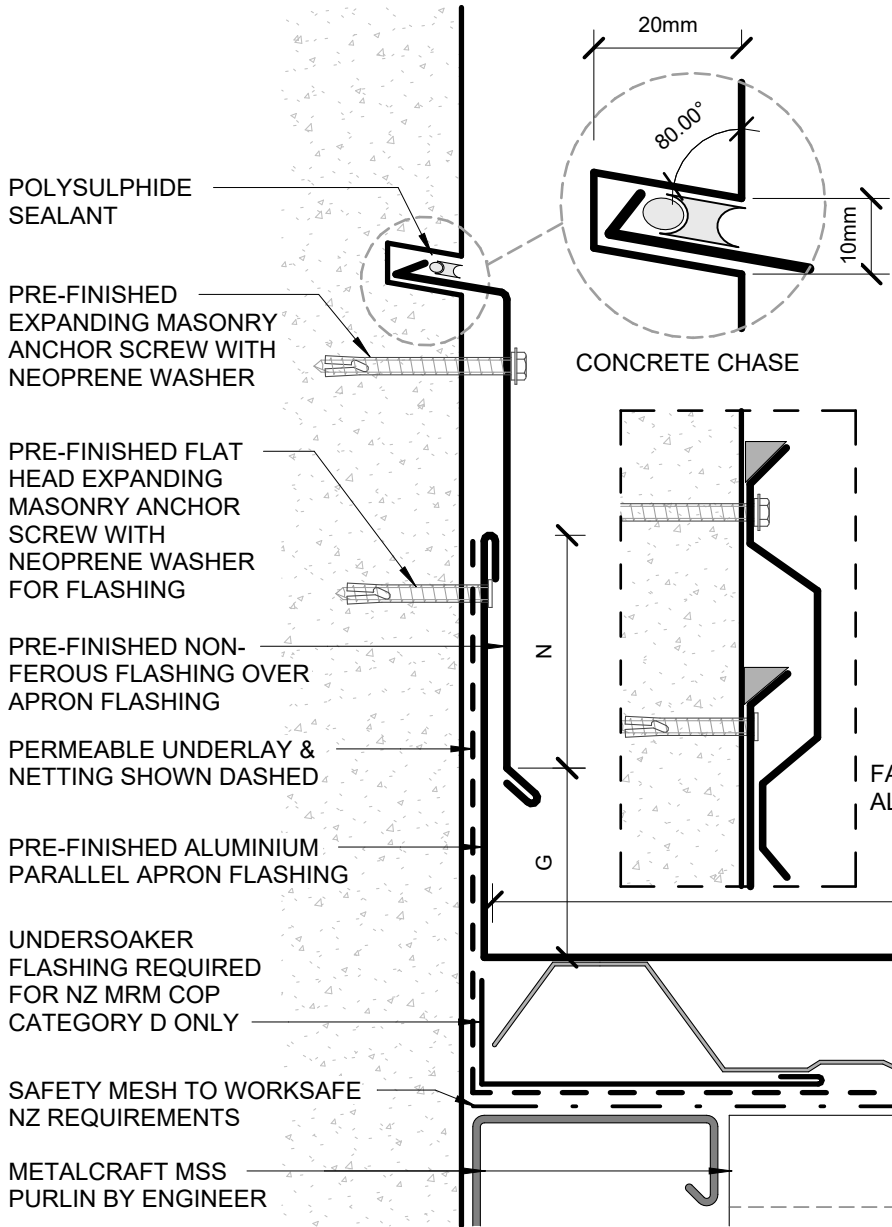 20mm
80.00°
10mm
CONCRETE CHASE
POLYSULPHIDE
SEALANT
PRE-FINISHED
EXPANDING MASONRY
ANCHOR SCREW WITH
NEOPRENE WASHER
PRE-FINISHED FLAT
HEAD EXPANDING
MASONRY ANCHOR
SCREW WITH
NEOPRENE WASHER
FOR FLASHING
PRE-FINISHED NON-
FEROUS FLASHING OVER
APRON FLASHING
PERMEABLE UNDERLAY &
NETTING SHOWN DASHED
PRE-FINISHED ALUMINIUM
PARALLEL APRON FLASHING
UNDERSOAKER
FLASHING REQUIRED
FOR NZ MRM COP
CATEGORY D ONLY
SAFETY MESH TO WORKSAFE
NZ REQUIREMENTS
METALCRAFT MSS
PURLIN BY ENGINEER
N
G
FA
AL